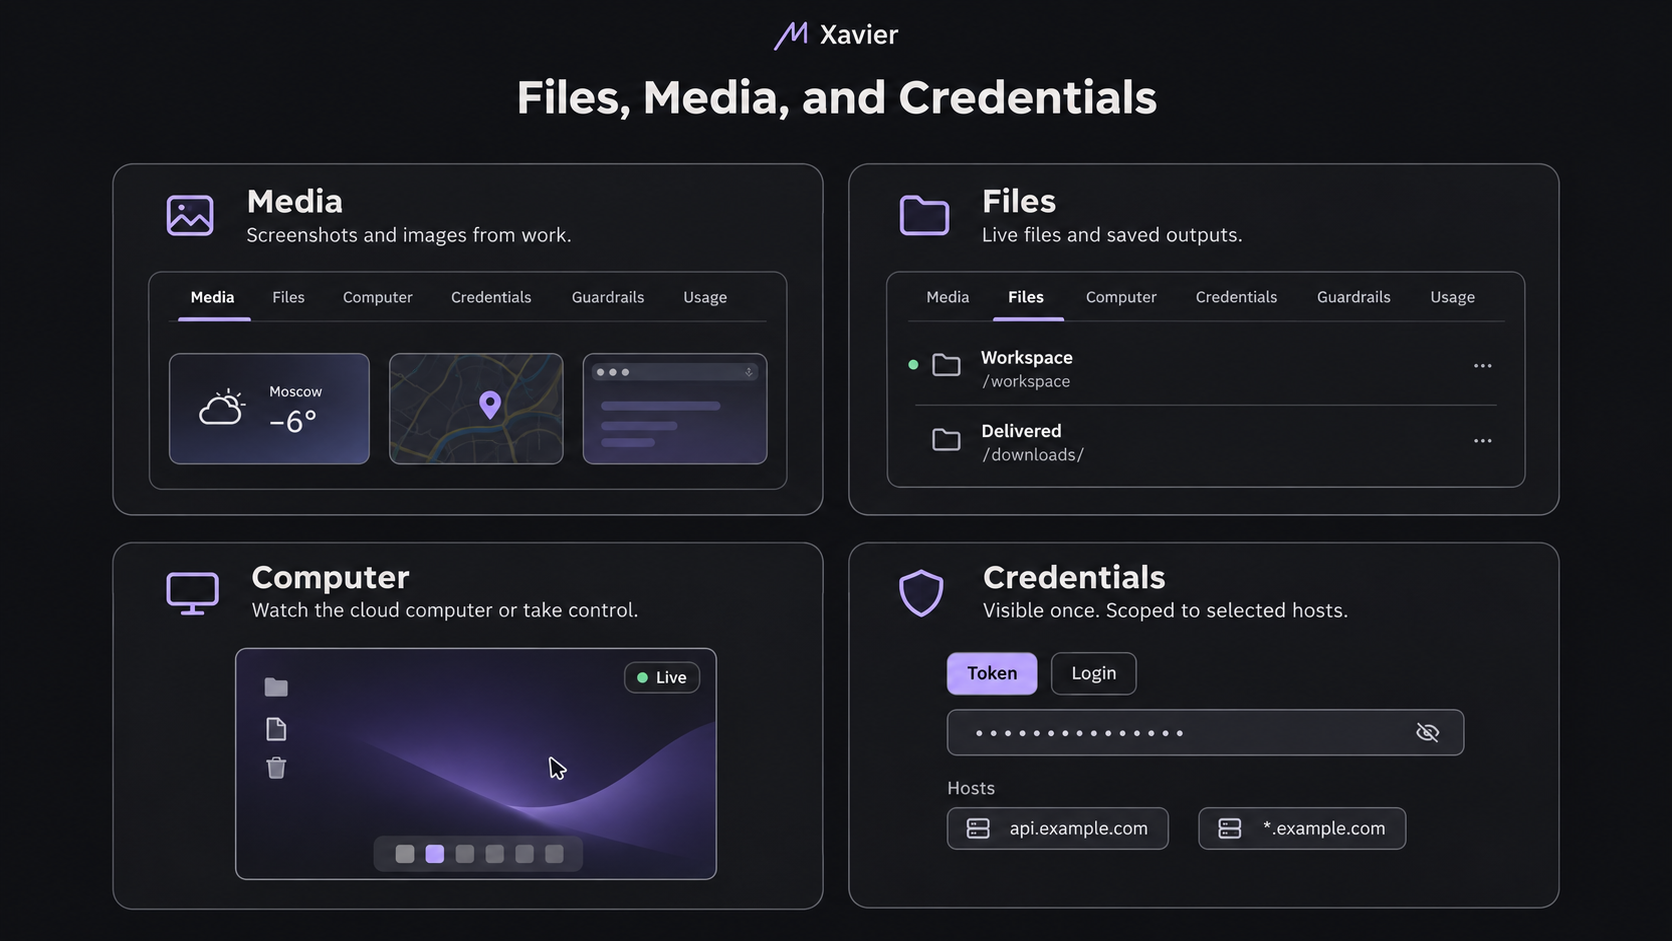 Xavier
Files, Media, and Credentials
Media
Screenshots and images from work.
Media Files Computer Credentials Guardrails Usage
Moscow
−6°
Files
Live files and saved outputs.
Media Files Computer Credentials Guardrails Usage
Workspace
/workspace
Delivered
/downloads/
Computer
Watch the cloud computer or take control.
Live
Credentials
Visible once. Scoped to selected hosts.
Token Login
Hosts
api.example.com *.example.com